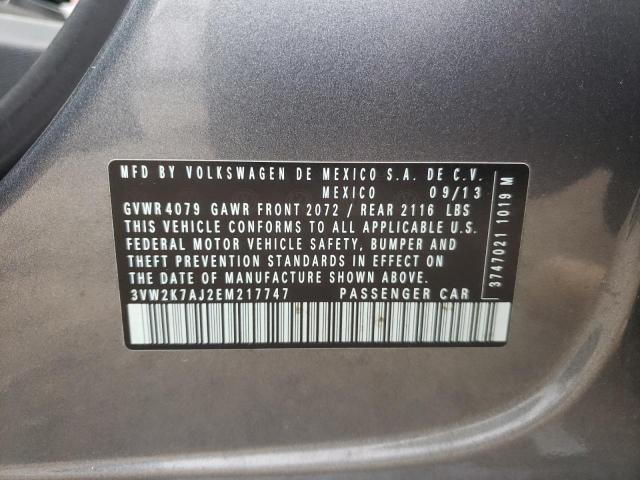 MFD BY VOLKSWAGEN DE MEXICO S.A. DE C.V.
MEXICO 09/13
GVWR 4079 GAWR FRONT 2072 / REAR 2116 LBS
THIS VEHICLE CONFORMS TO ALL APPLICABLE U.S.
FEDERAL MOTOR VEHICLE SAFETY, BUMPER AND
THEFT PREVENTION STANDARDS IN EFFECT ON
THE DATE OF MANUFACTURE SHOWN ABOVE.
3VW2K7AJ2EM217747 PASSENGER CAR
3747021 1019 M